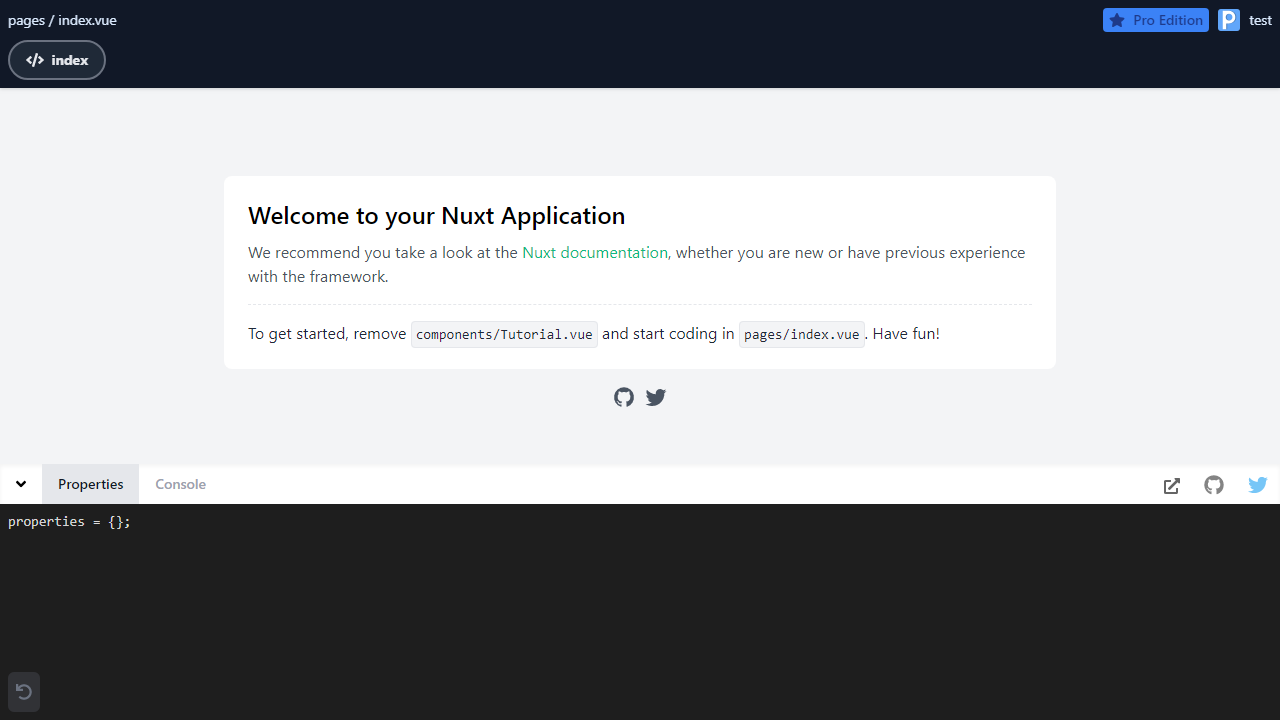 pages / index.vue
Pro Edition
test
index
Welcome to your Nuxt Application
We recommend you take a look at the Nuxt documentation, whether you are new or have previous experience
with the framework.
To get started, remove components/Tutorial.vue and start coding in pages/index.vue. Have fun!
Properties
Console
properties = {};